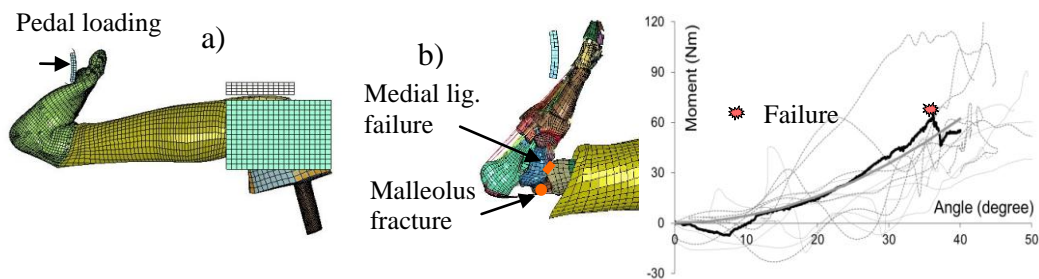 Pedal loading
a)
b)
Medial lig.
failure
Malleolus
fracture
Moment (Nm)
120
90
60
30
0
-30
Failure
Angle (degree)
0 10 20 30 40 50